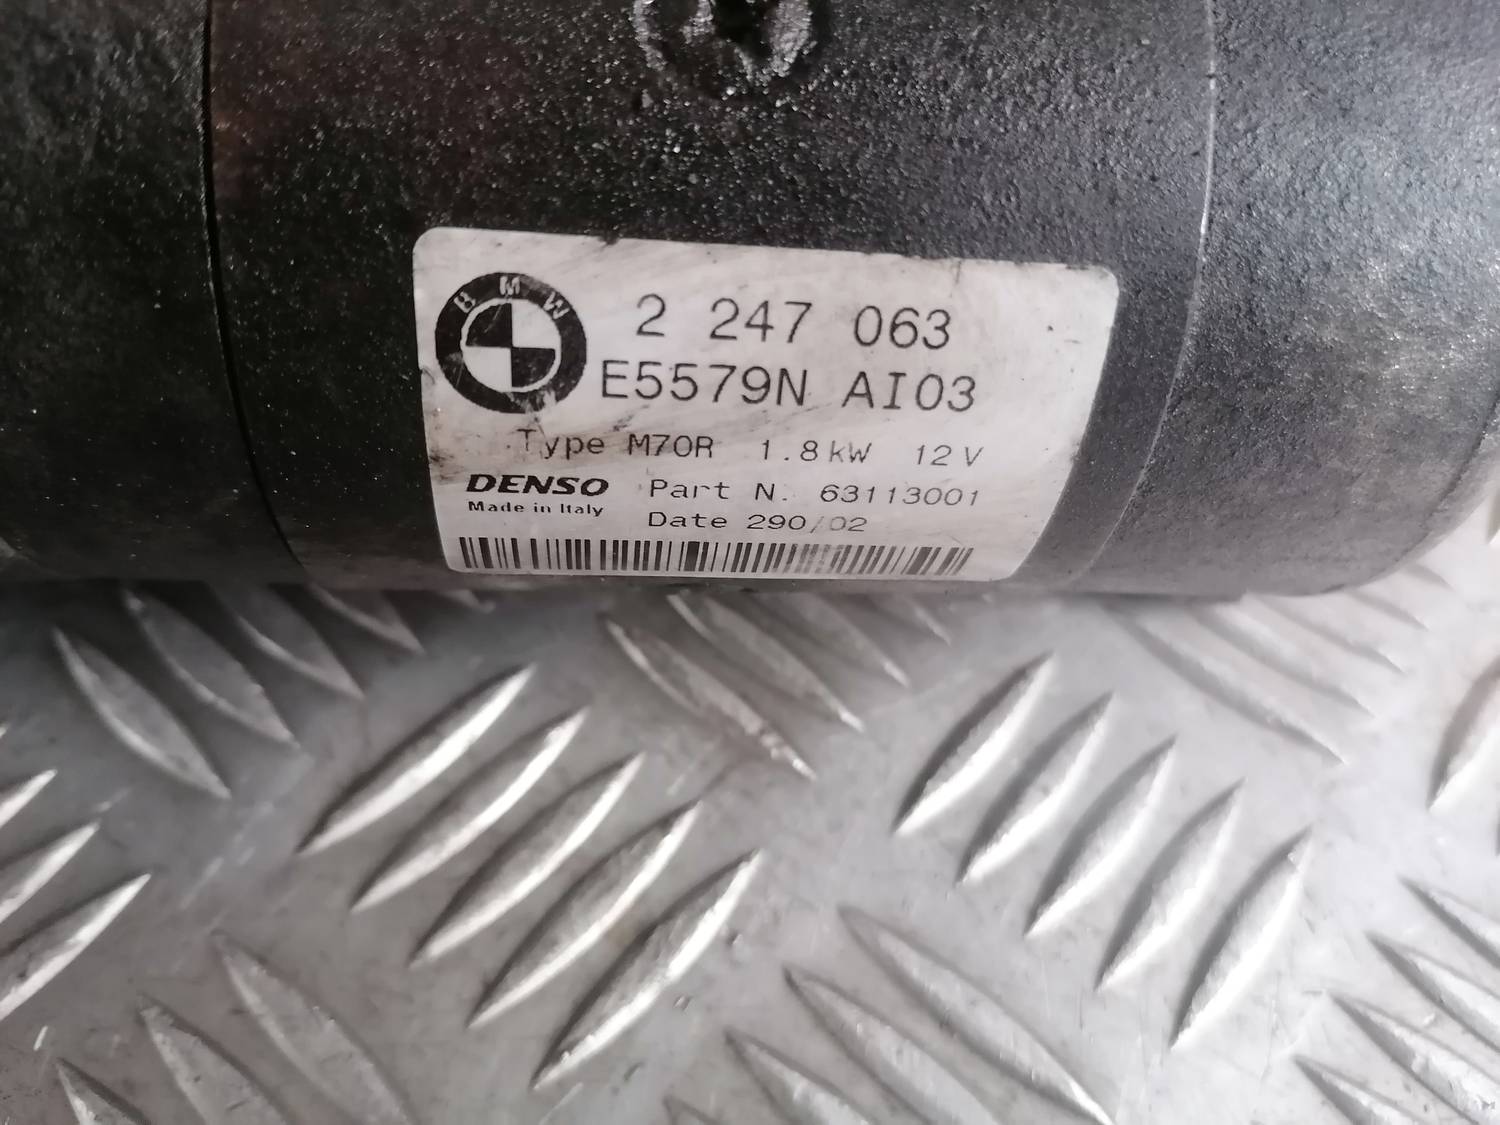 BMW
2 247 063
E5579N AI03
Type M70R 1.8kW 12V
DENSO Part N. 63113001
Made in Italy
Date 290/02